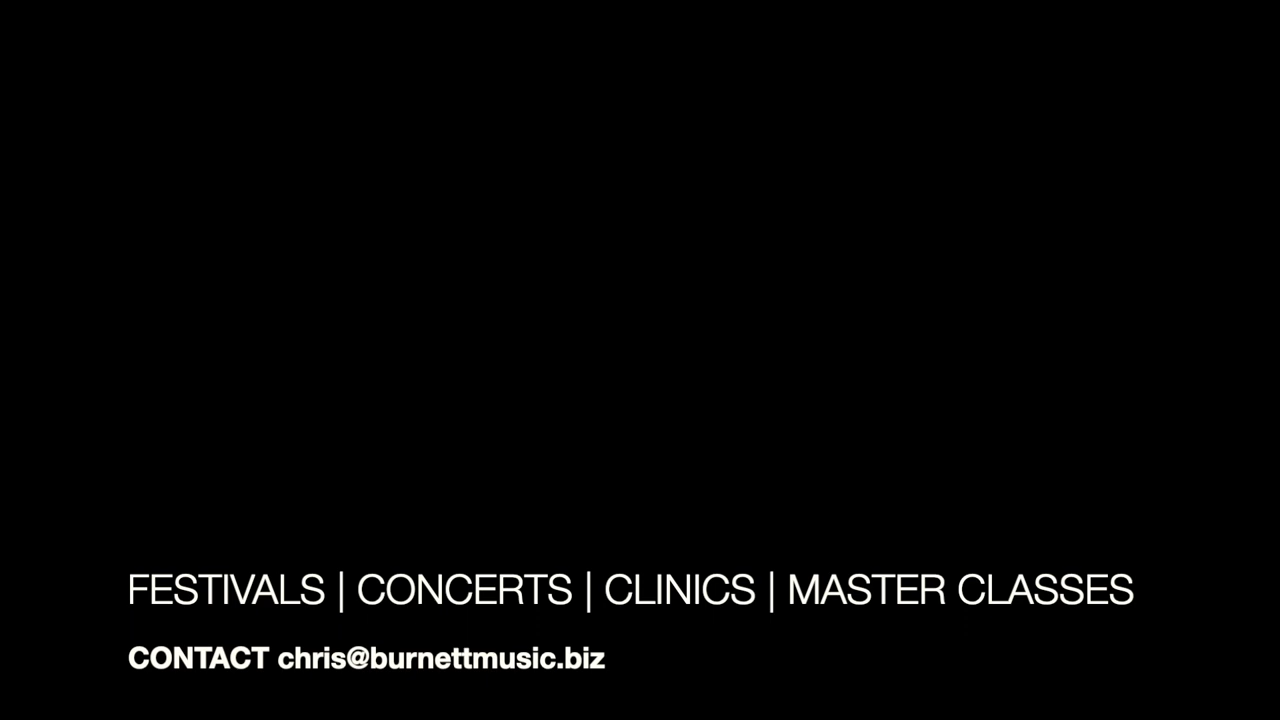 FESTIVALS | CONCERTS | CLINICS | MASTER CLASSES
CONTACT chris@burnettmusic.biz